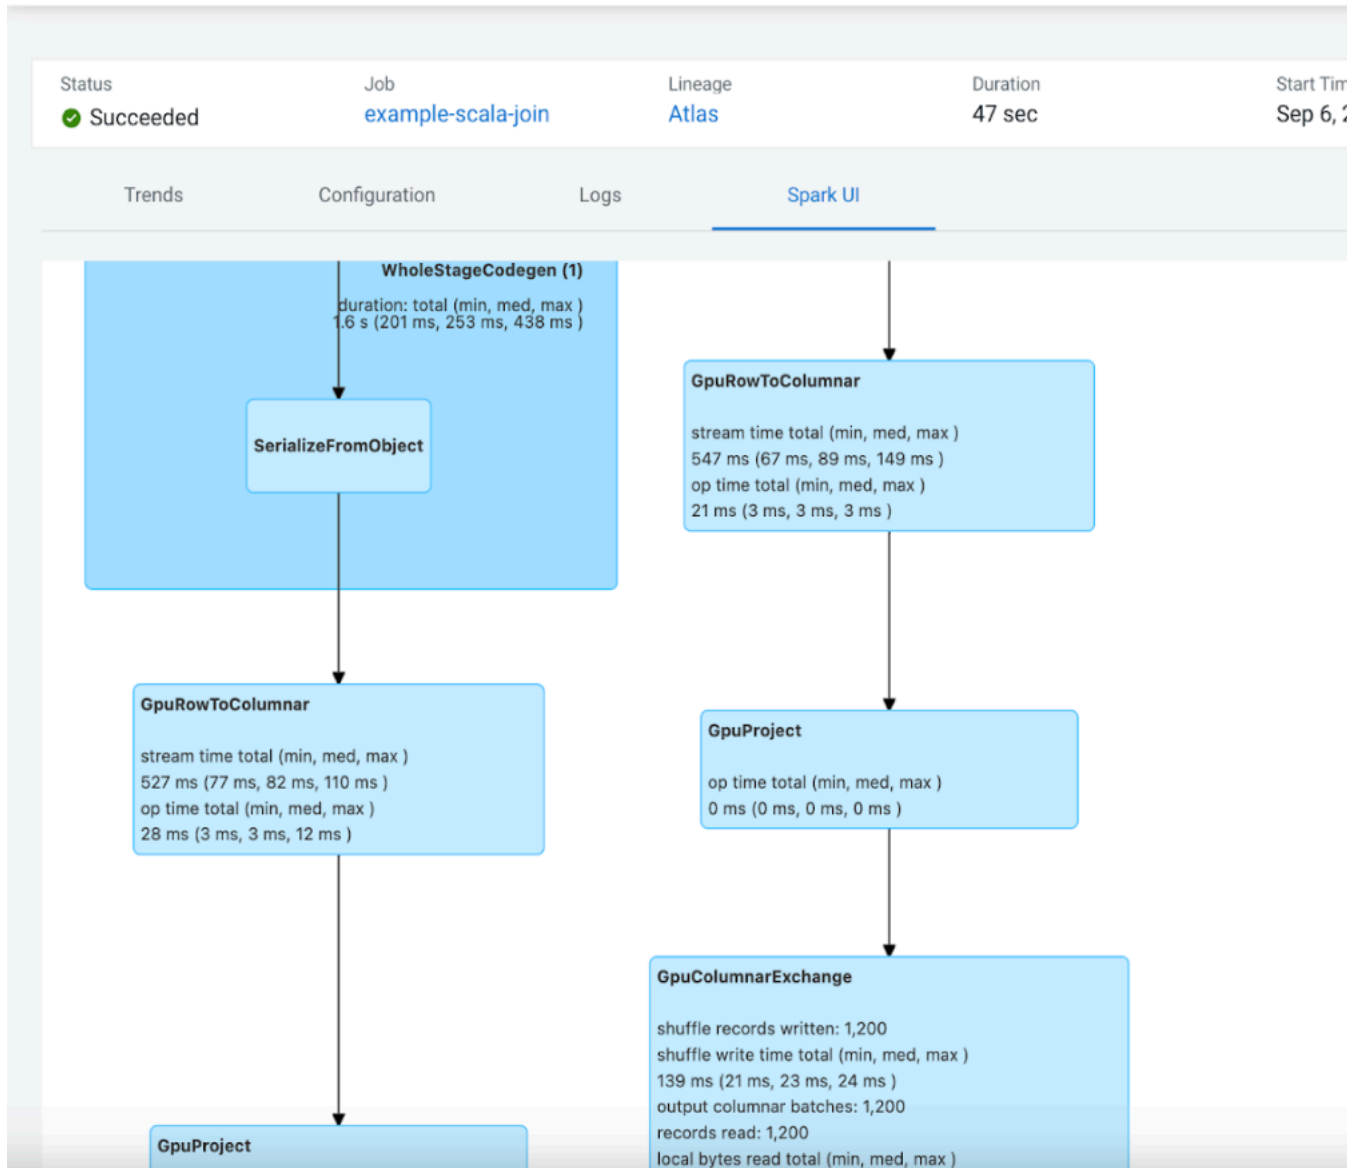 Status
Succeeded
Job
example-scala-join
Lineage
Atlas
Duration
47 sec
Start Tim
Sep 6, 2
Trends
Configuration
Logs
Spark UI
WholeStageCodegen (1)
duration: total (min, med, max )
1.6 s (201 ms, 253 ms, 438 ms )
SerializeFromObject
GpuRowToColumnar
stream time total (min, med, max )
527 ms (77 ms, 82 ms, 110 ms )
op time total (min, med, max )
28 ms (3 ms, 3 ms, 12 ms )
GpuProject
GpuRowToColumnar
stream time total (min, med, max )
547 ms (67 ms, 89 ms, 149 ms )
op time total (min, med, max )
21 ms (3 ms, 3 ms, 3 ms )
GpuProject
op time total (min, med, max )
0 ms (0 ms, 0 ms, 0 ms )
GpuColumnarExchange
shuffle records written: 1,200
shuffle write time total (min, med, max )
139 ms (21 ms, 23 ms, 24 ms )
output columnar batches: 1,200
records read: 1,200
local bytes read total (min, med, max )